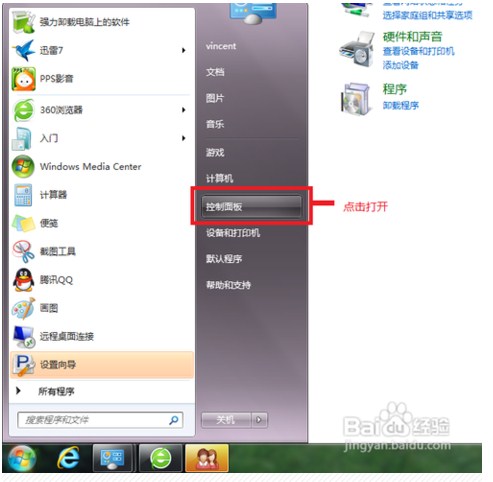 强力卸载电脑上的软件
迅雷7
PPS影音
360浏览器
入门
Windows Media Center
计算器
便笺
截图工具
腾讯QQ
画图
远程桌面连接
设置向导
所有程序
搜索程序和文件
vincent
文档
图片
音乐
游戏
计算机
控制面板
设备和打印机
默认程序
帮助和支持
关机
点击打开
选择家庭组和共享选项
硬件和声音
查看设备和打印机
添加设备
程序
卸载程序
Baidu经验
jingyan.baidu.com